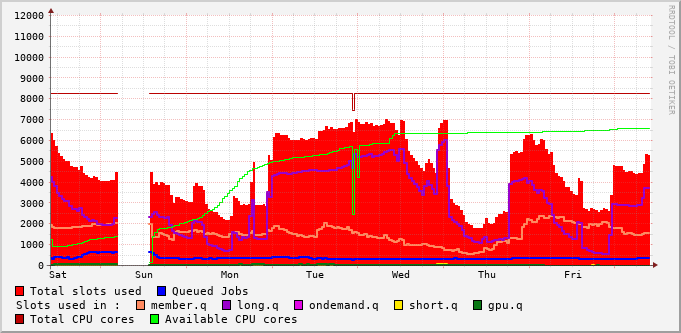 12000
11000
10000
9000
8000
7000
6000
5000
4000
3000
2000
1000
0
Sat Sun Mon Tue Wed Thu Fri
Total slots used Queued Jobs
Slots used in : member.q long.q ondemand.q short.q gpu.q
Total CPU cores Available CPU cores
RRDTOOL / TOBI OETIKER